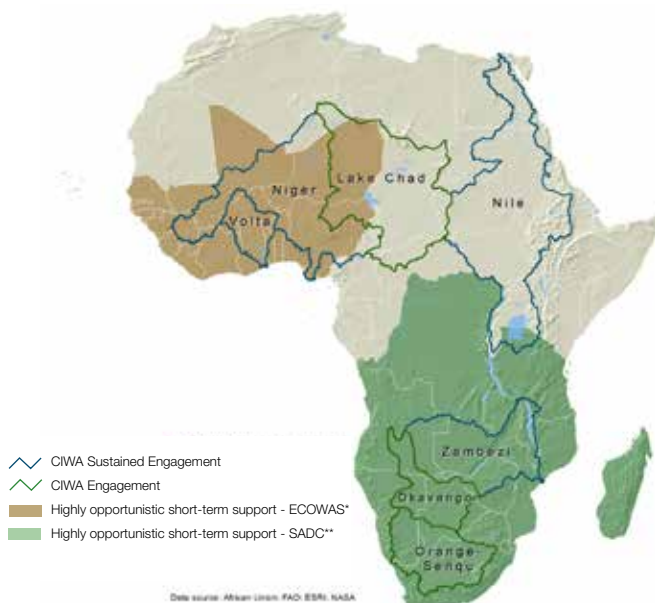 Lake Chad
Niger
Nile
Volta
Zambezi
CIWA Sustained Engagement
CIWA Engagement
Okavango
Highly opportunistic short-term support - ECOWAS*
Highly opportunistic short-term support - SADC**
Orange-
Senqu
Data source: African Union; FAO; ESRI; NASA